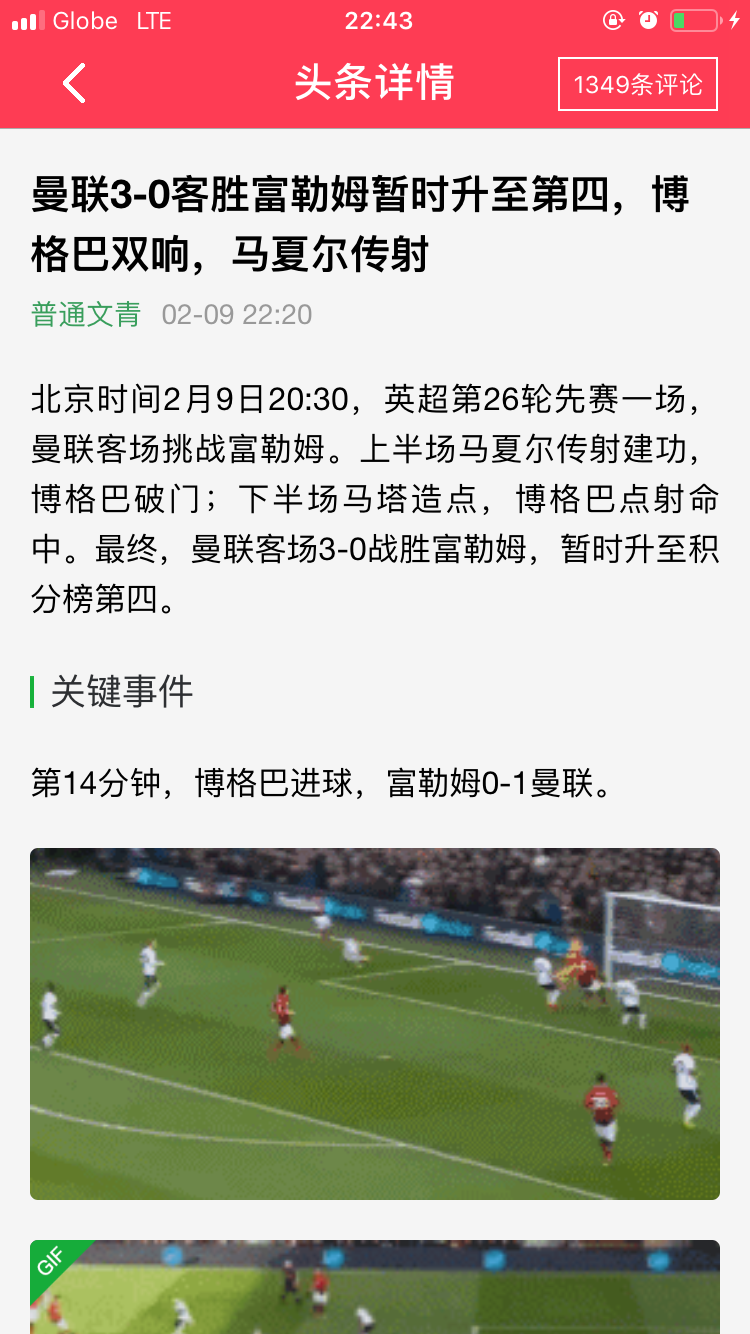 Globe LTE 22:43
头条详情
1349条评论
曼联3-0客胜富勒姆暂时升至第四，博
格巴双响，马夏尔传射
普通文青 02-09 22:20
北京时间2月9日20:30，英超第26轮先赛一场，
曼联客场挑战富勒姆。上半场马夏尔传射建功，
博格巴破门；下半场马塔造点，博格巴点射命
中。最终，曼联客场3-0战胜富勒姆，暂时升至积
分榜第四。
关键事件
第14分钟，博格巴进球，富勒姆0-1曼联。
GIF